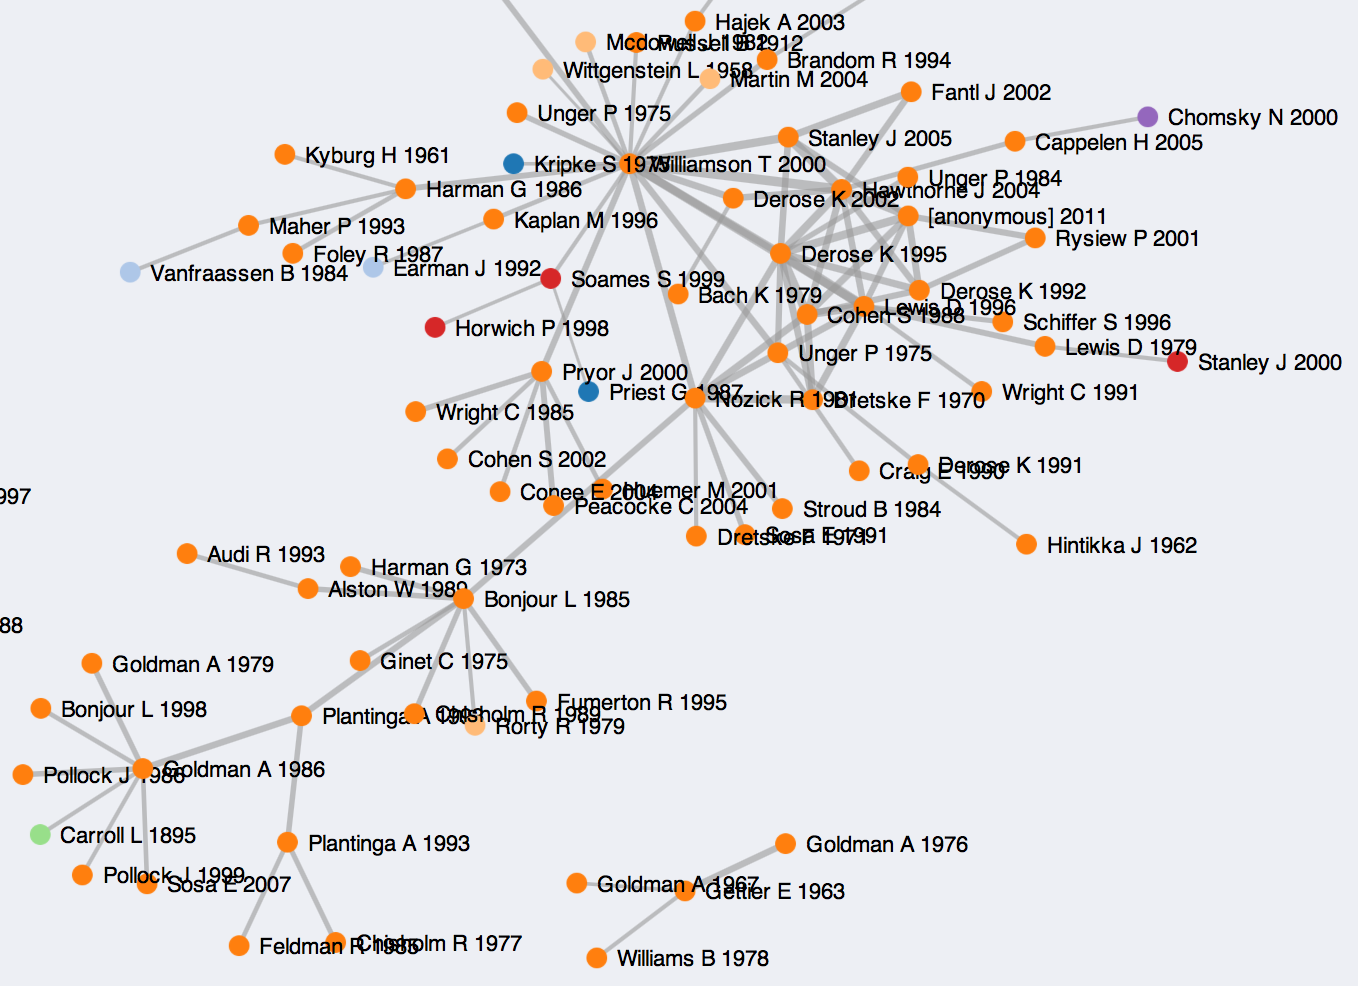 Hajek A 2003
Mcdowell J 1982
Russell B 1912
Brandom R 1994
Wittgenstein L 1958
Martin M 2004
Fantl J 2002
Unger P 1975
Chomsky N 2000
Stanley J 2005
Cappelen H 2005
Kyburg H 1961
Kripke S 1975
Williamson T 2000
Unger P 1984
Harman G 1986
Hawthorne J 2004
Derose K 2002
[anonymous] 2011
Maher P 1993
Kaplan M 1996
Rysiew P 2001
Foley R 1987
Derose K 1995
Vanfraassen B 1984
Earman J 1992
Soames S 1999
Bach K 1979
Derose K 1992
Lewis D 1996
Cohen S 1988
Schiffer S 1996
Horwich P 1998
Lewis D 1979
Unger P 1975
Stanley J 2000
Pryor J 2000
Priest G 1987
Wright C 1991
Nozick R 1981
Dretske F 1970
Wright C 1985
Cohen S 2002
Craig E 1990
Derose K 1991
Conee E 2004
Huemer M 2001
997
Peacocke C 2004
Stroud B 1984
Dretske F 1971
Sosa E 1991
Hintikka J 1962
Audi R 1993
Harman G 1973
Alston W 1989
Bonjour L 1985
88
Goldman A 1979
Ginet C 1975
Bonjour L 1998
Fumerton R 1995
Plantinga A 1993
Chisholm R 1989
Rorty R 1979
Goldman A 1986
Pollock J 1986
Carroll L 1895
Plantinga A 1993
Goldman A 1976
Pollock J 1999
Sosa E 2007
Goldman A 1967
Gettier E 1963
Feldman R 1985
Chisholm R 1977
Williams B 1978